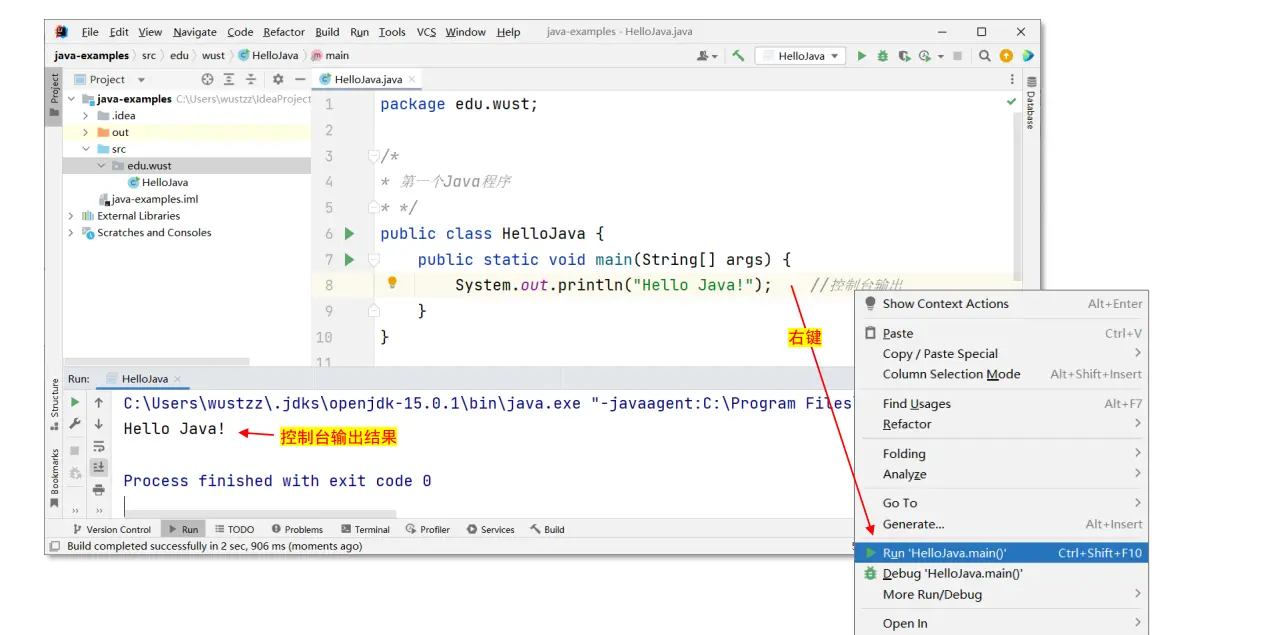 File Edit View Navigate Code Refactor Build Run Tools VCS Window Help java-examples - HelloJava.java
java-examples src edu wust HelloJava main HelloJava
Project HelloJava.java
Project
java-examples C:\Users\wustzz\IdeaProject
.idea
out
src
edu.wust
HelloJava
java-examples.iml
External Libraries
Scratches and Consoles
1 package edu.wust;
2
3 /*
4 * 第一个Java程序
5 * */
6 public class HelloJava {
7 public static void main(String[] args) {
8 System.out.println("Hello Java!"); //控制台输出
9 }
10 }
11
Database
右键
Show Context Actions Alt+Enter
Paste Ctrl+V
Copy / Paste Special
Column Selection Mode Alt+Shift+Insert
Find Usages Alt+F7
Refactor
Folding
Analyze
Go To
Generate... Alt+Insert
Run 'HelloJava.main()' Ctrl+Shift+F10
Debug 'HelloJava.main()'
More Run/Debug
Open In
Run: HelloJava
C:\Users\wustzz\.jdks\openjdk-15.0.1\bin\java.exe "-javaagent:C:\Program Files\
Hello Java!
控制台输出结果
Process finished with exit code 0
Structure
Bookmarks
Version Control Run TODO Problems Terminal Profiler Services Build
Build completed successfully in 2 sec, 906 ms (moments ago)